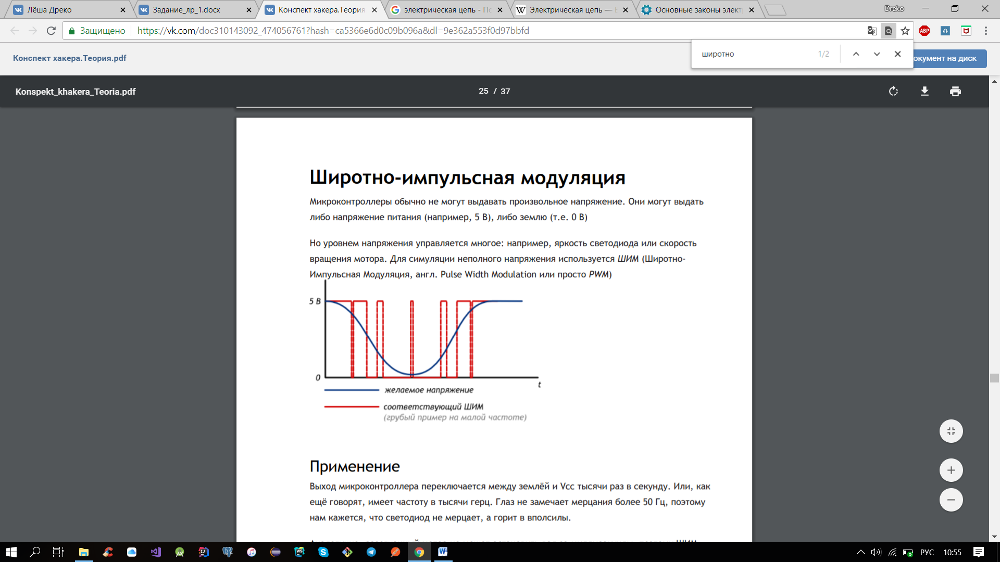 Лёша Дреко
Задание_лр_1.docx
Конспект хакера.Теория
электрическая цепь - По
Электрическая цепь —
Основные законы элект
Dreko
Защищено
https://vk.com/doc310143092_474056761?hash=ca5366e6d0c09b096a&dl=9e362a553f0d97bbfd
ABP
широтно
1/2
Конспект хакера.Теория.pdf
окумент на диск
Konspekt_khakera_Teoria.pdf
25 / 37
Широтно-импульсная модуляция
Микроконтроллеры обычно не могут выдавать произвольное напряжение. Они могут выдать
либо напряжение питания (например, 5 В), либо землю (т.е. 0 В)
Но уровнем напряжения управляется многое: например, яркость светодиода или скорость
вращения мотора. Для симуляции неполного напряжения используется ШИМ (Широтно-
Импульсная Модуляция, англ. Pulse Width Modulation или просто PWM)
5 В
0
t
желаемое напряжение
соответствующий ШИМ
(грубый пример на малой частоте)
Применение
Выход микроконтроллера переключается между землёй и Vcc тысячи раз в секунду. Или, как
ещё говорят, имеет частоту в тысячи герц. Глаз не замечает мерцания более 50 Гц, поэтому
нам кажется, что светодиод не мерцает, а горит в вполсилы.
РУС
10:55